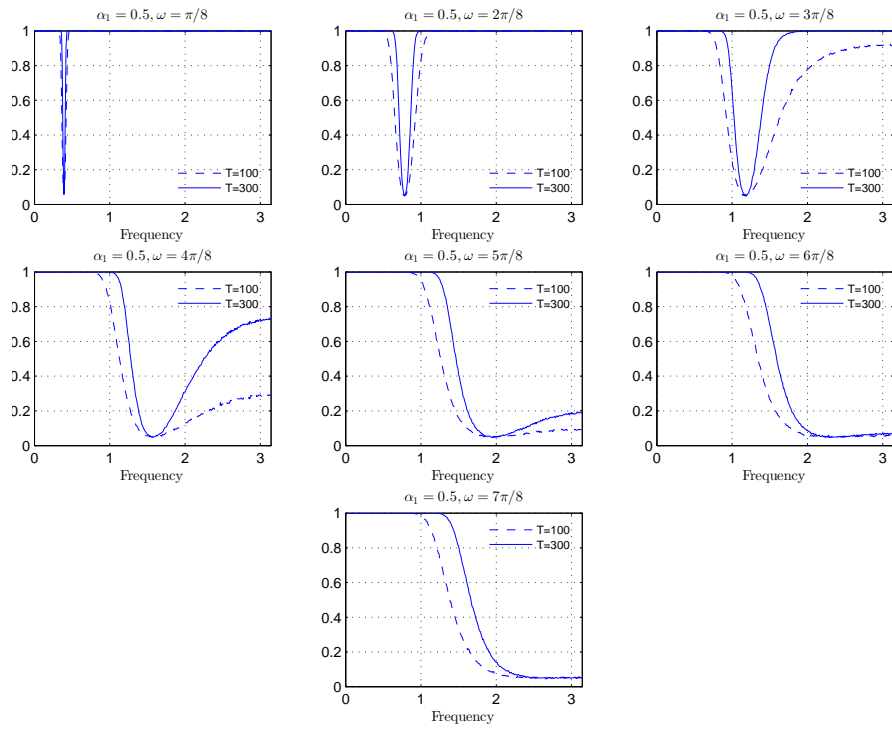 α₁ = 0.5, ω = π/8
α₁ = 0.5, ω = 2π/8
α₁ = 0.5, ω = 3π/8
1
0.8
0.6
0.4
0.2
0
0 1 2 3
T=100
T=300
Frequency
1
0.8
0.6
0.4
0.2
0
0 1 2 3
T=100
T=300
Frequency
1
0.8
0.6
0.4
0.2
0
0 1 2 3
T=100
T=300
Frequency
α₁ = 0.5, ω = 4π/8
α₁ = 0.5, ω = 5π/8
α₁ = 0.5, ω = 6π/8
1
0.8
0.6
0.4
0.2
0
0 1 2 3
T=100
T=300
Frequency
1
0.8
0.6
0.4
0.2
0
0 1 2 3
T=100
T=300
Frequency
1
0.8
0.6
0.4
0.2
0
0 1 2 3
T=100
T=300
Frequency
α₁ = 0.5, ω = 7π/8
1
0.8
0.6
0.4
0.2
0
0 1 2 3
T=100
T=300
Frequency